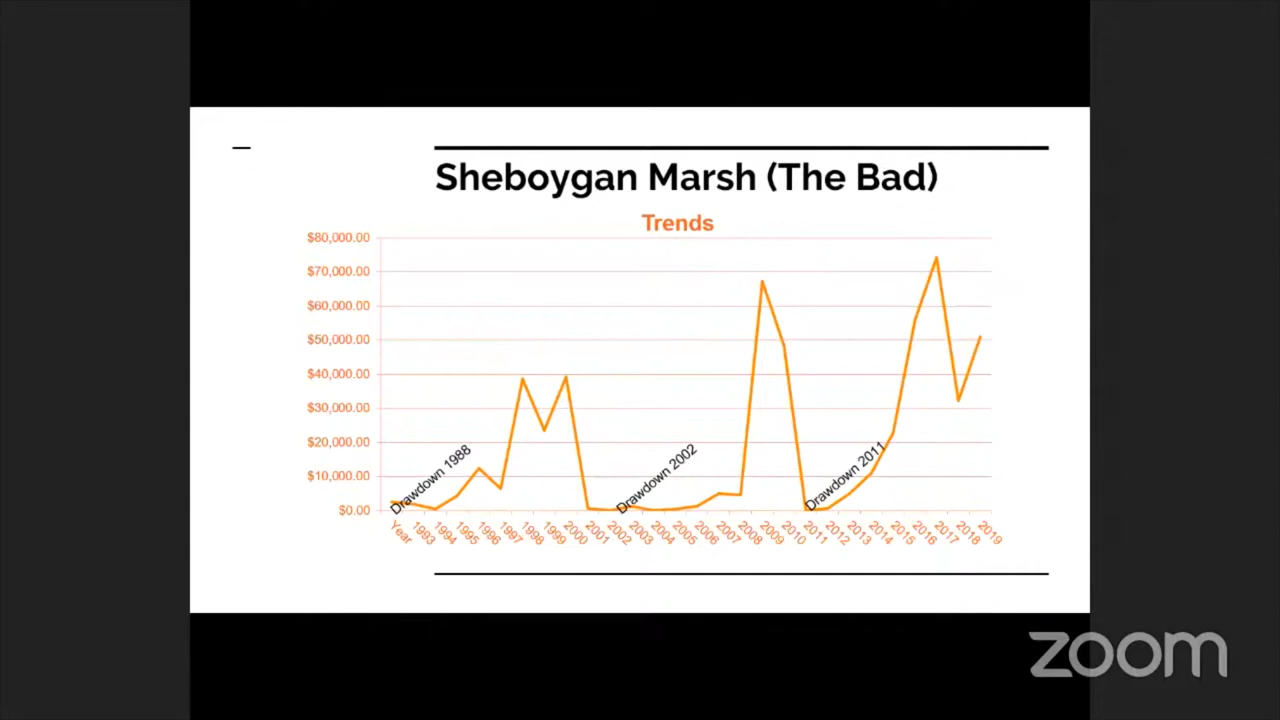 Sheboygan Marsh (The Bad)
Trends
$80,000.00
$70,000.00
$60,000.00
$50,000.00
$40,000.00
$30,000.00
$20,000.00
$10,000.00
$0.00
Drawdown 1988
Drawdown 2002
Drawdown 2011
Year 1993 1994 1995 1996 1997 1998 1999 2000 2001 2002 2003 2004 2005 2006 2007 2008 2009 2010 2011 2012 2013 2014 2015 2016 2017 2018 2019
zoom